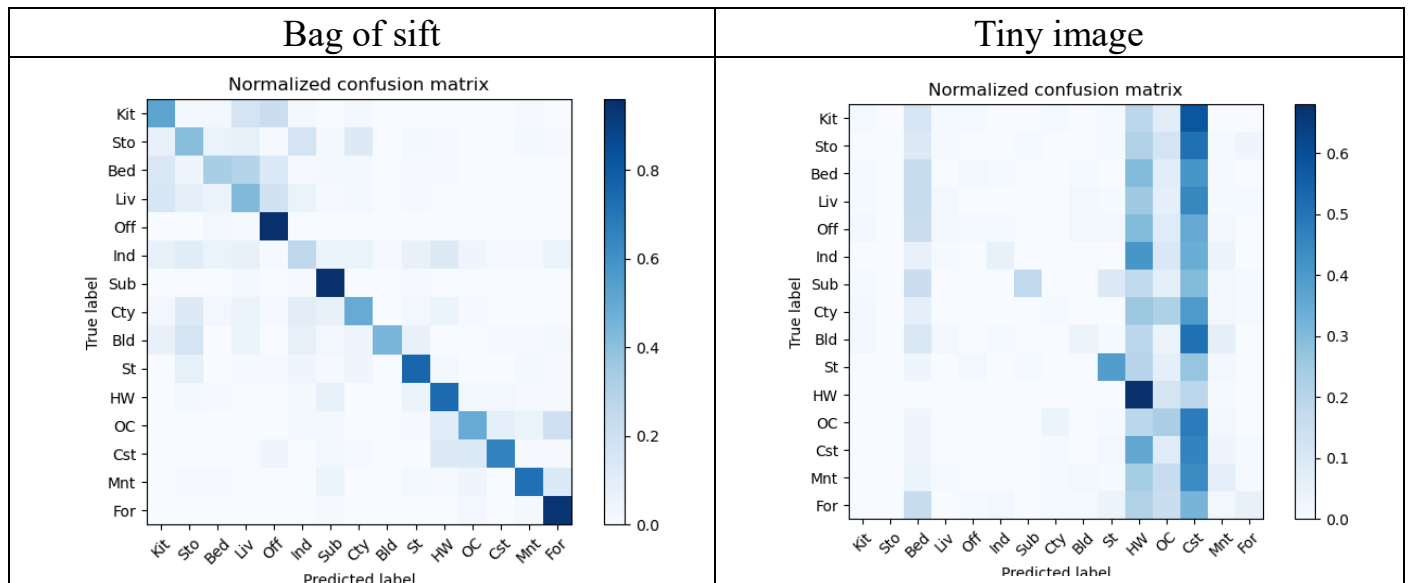 Bag of sift
Tiny image
Normalized confusion matrix
Kit
Sto
Bed
Liv
Off
Ind
Sub
Cty
Bld
St
HW
OC
Cst
Mnt
For
True label
Kit Sto Bed Liv Off Ind Sub Cty Bld St HW OC Cst Mnt For
Predicted label
0.8
0.6
0.4
0.2
0.0
Normalized confusion matrix
Kit
Sto
Bed
Liv
Off
Ind
Sub
Cty
Bld
St
HW
OC
Cst
Mnt
For
True label
Kit Sto Bed Liv Off Ind Sub Cty Bld St HW OC Cst Mnt For
Predicted label
0.6
0.5
0.4
0.3
0.2
0.1
0.0